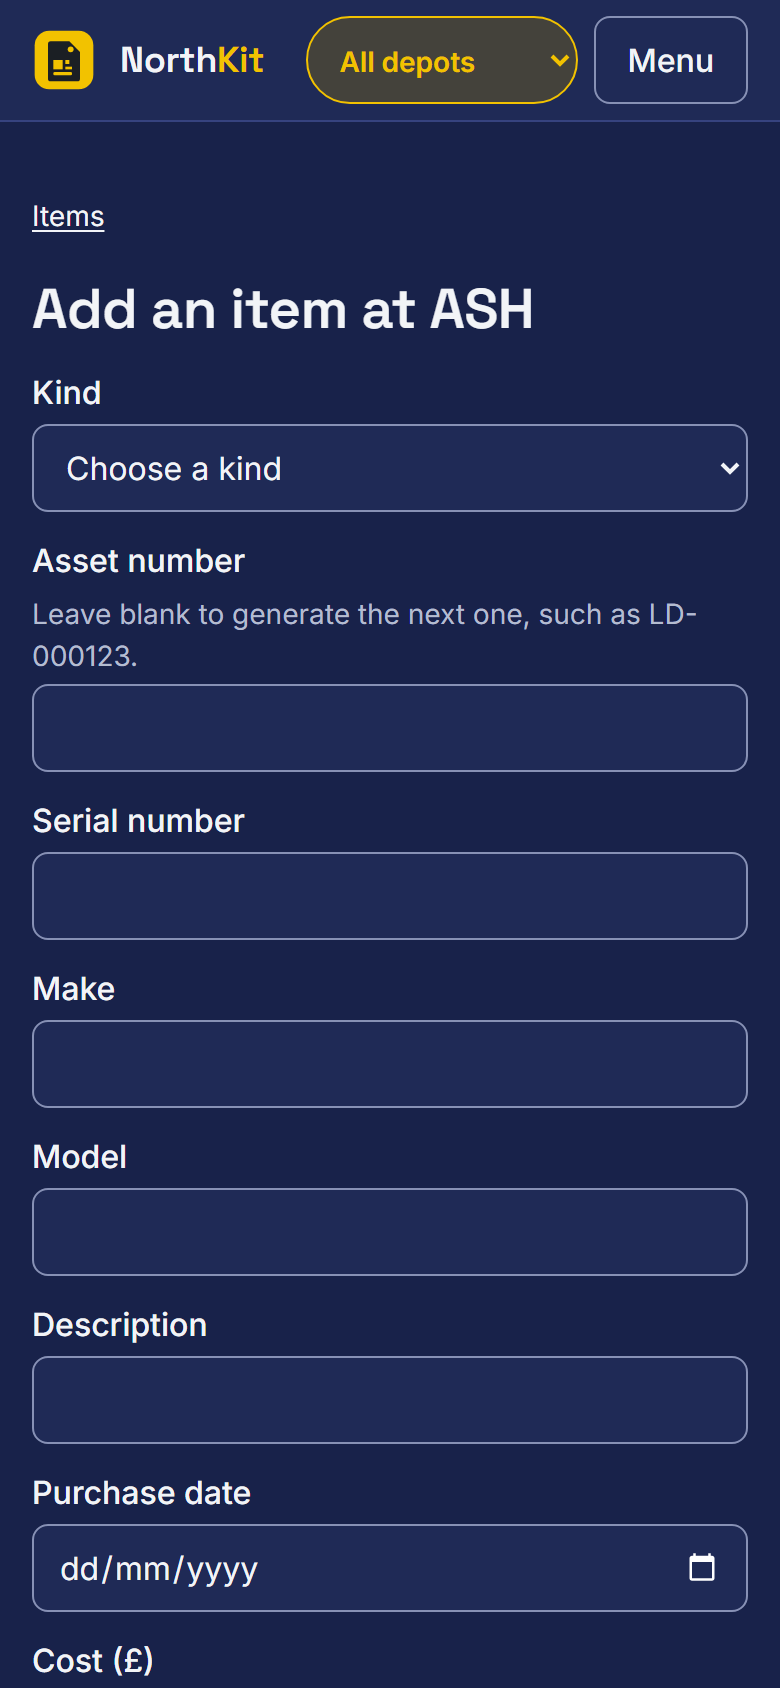 NorthKit
All depots
Menu
Items
Add an item at ASH
Kind
Choose a kind
Asset number
Leave blank to generate the next one, such as LD-
000123.
Serial number
Make
Model
Description
Purchase date
dd/mm/yyyy
Cost (£)